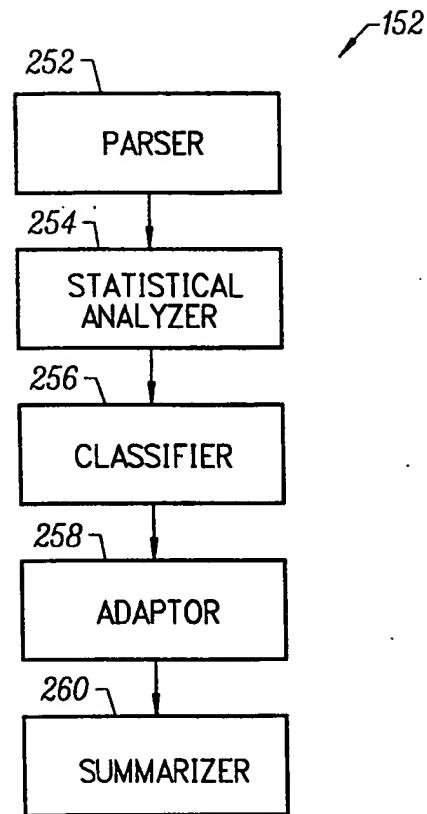 152
252
PARSER
254
STATISTICAL
ANALYZER
256
CLASSIFIER
258
ADAPTOR
260
SUMMARIZER